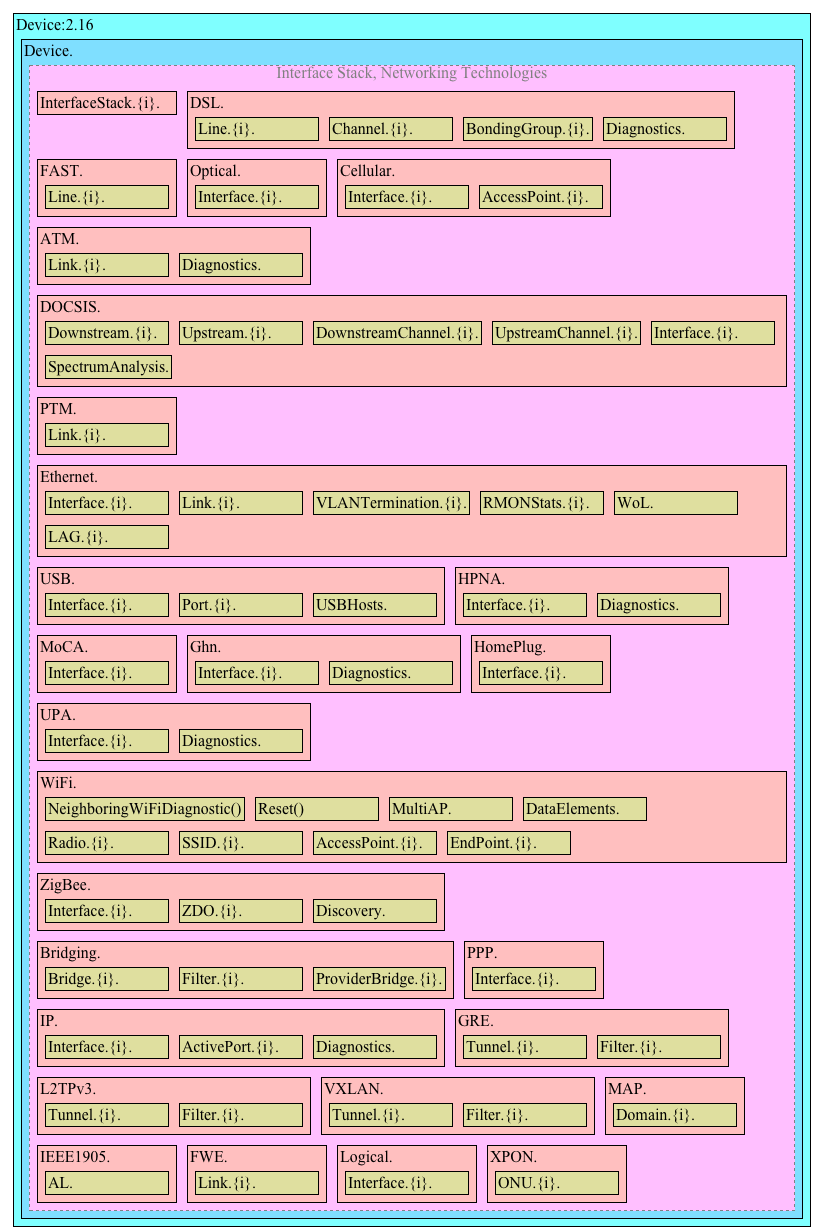 Device:2.16
Device.
Interface Stack, Networking Technologies
InterfaceStack.{i}. DSL.
Line.{i}. Channel.{i}. BondingGroup.{i}. Diagnostics.
FAST. Optical. Cellular.
Line.{i}. Interface.{i}. Interface.{i}. AccessPoint.{i}.
ATM.
Link.{i}. Diagnostics.
DOCSIS.
Downstream.{i}. Upstream.{i}. DownstreamChannel.{i}. UpstreamChannel.{i}. Interface.{i}.
SpectrumAnalysis.
PTM.
Link.{i}.
Ethernet.
Interface.{i}. Link.{i}. VLANTermination.{i}. RMONStats.{i}. WoL.
LAG.{i}.
USB. HPNA.
Interface.{i}. Port.{i}. USBHosts. Interface.{i}. Diagnostics.
MoCA. Ghn. HomePlug.
Interface.{i}. Interface.{i}. Diagnostics. Interface.{i}.
UPA.
Interface.{i}. Diagnostics.
WiFi.
NeighboringWiFiDiagnostic() Reset() MultiAP. DataElements.
Radio.{i}. SSID.{i}. AccessPoint.{i}. EndPoint.{i}.
ZigBee.
Interface.{i}. ZDO.{i}. Discovery.
Bridging. PPP.
Bridge.{i}. Filter.{i}. ProviderBridge.{i}. Interface.{i}.
IP. GRE.
Interface.{i}. ActivePort.{i}. Diagnostics. Tunnel.{i}. Filter.{i}.
L2TPv3. VXLAN. MAP.
Tunnel.{i}. Filter.{i}. Tunnel.{i}. Filter.{i}. Domain.{i}.
IEEE1905. FWE. Logical. XPON.
AL. Link.{i}. Interface.{i}. ONU.{i}.